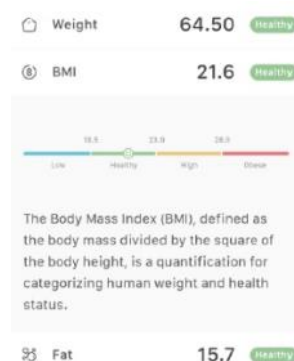 Weight 64.50 Healthy
BMI 21.6 Healthy
18.5 23.9 28.0
Low Healthy High Obese
The Body Mass Index (BMI), defined as
the body mass divided by the square of
the body height, is a quantification for
categorizing human weight and health
status.
Fat 15.7 Healthy